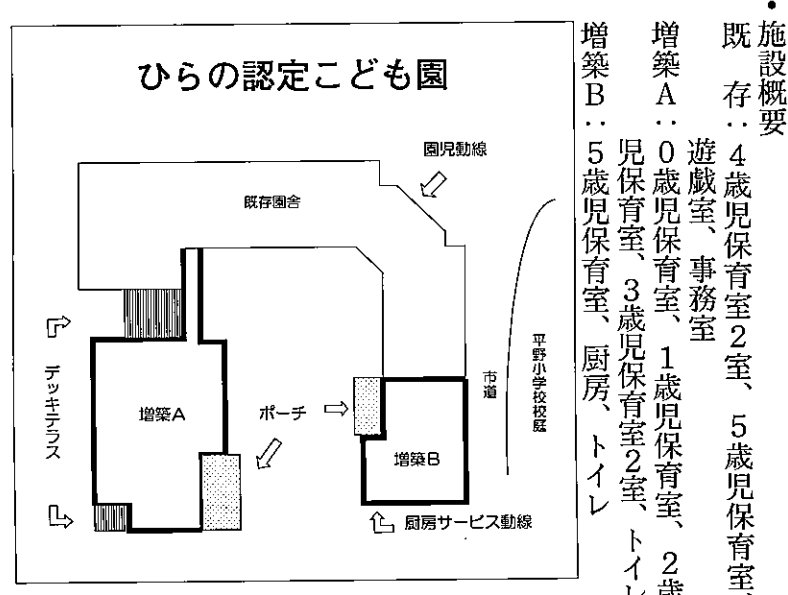 ・施設概要
既　存：4歳児保育室2室、5歳児保育室、
遊戯室、事務室
増築A：0歳児保育室、1歳児保育室、2歳
児保育室、3歳児保育室2室、トイレ
増築B：5歳児保育室、厨房、トイレ
ひらの認定こども園
園児動線
既存園舎
デッキテラス
増築A
ポーチ
増築B
市道
平野小学校校庭
厨房サービス動線